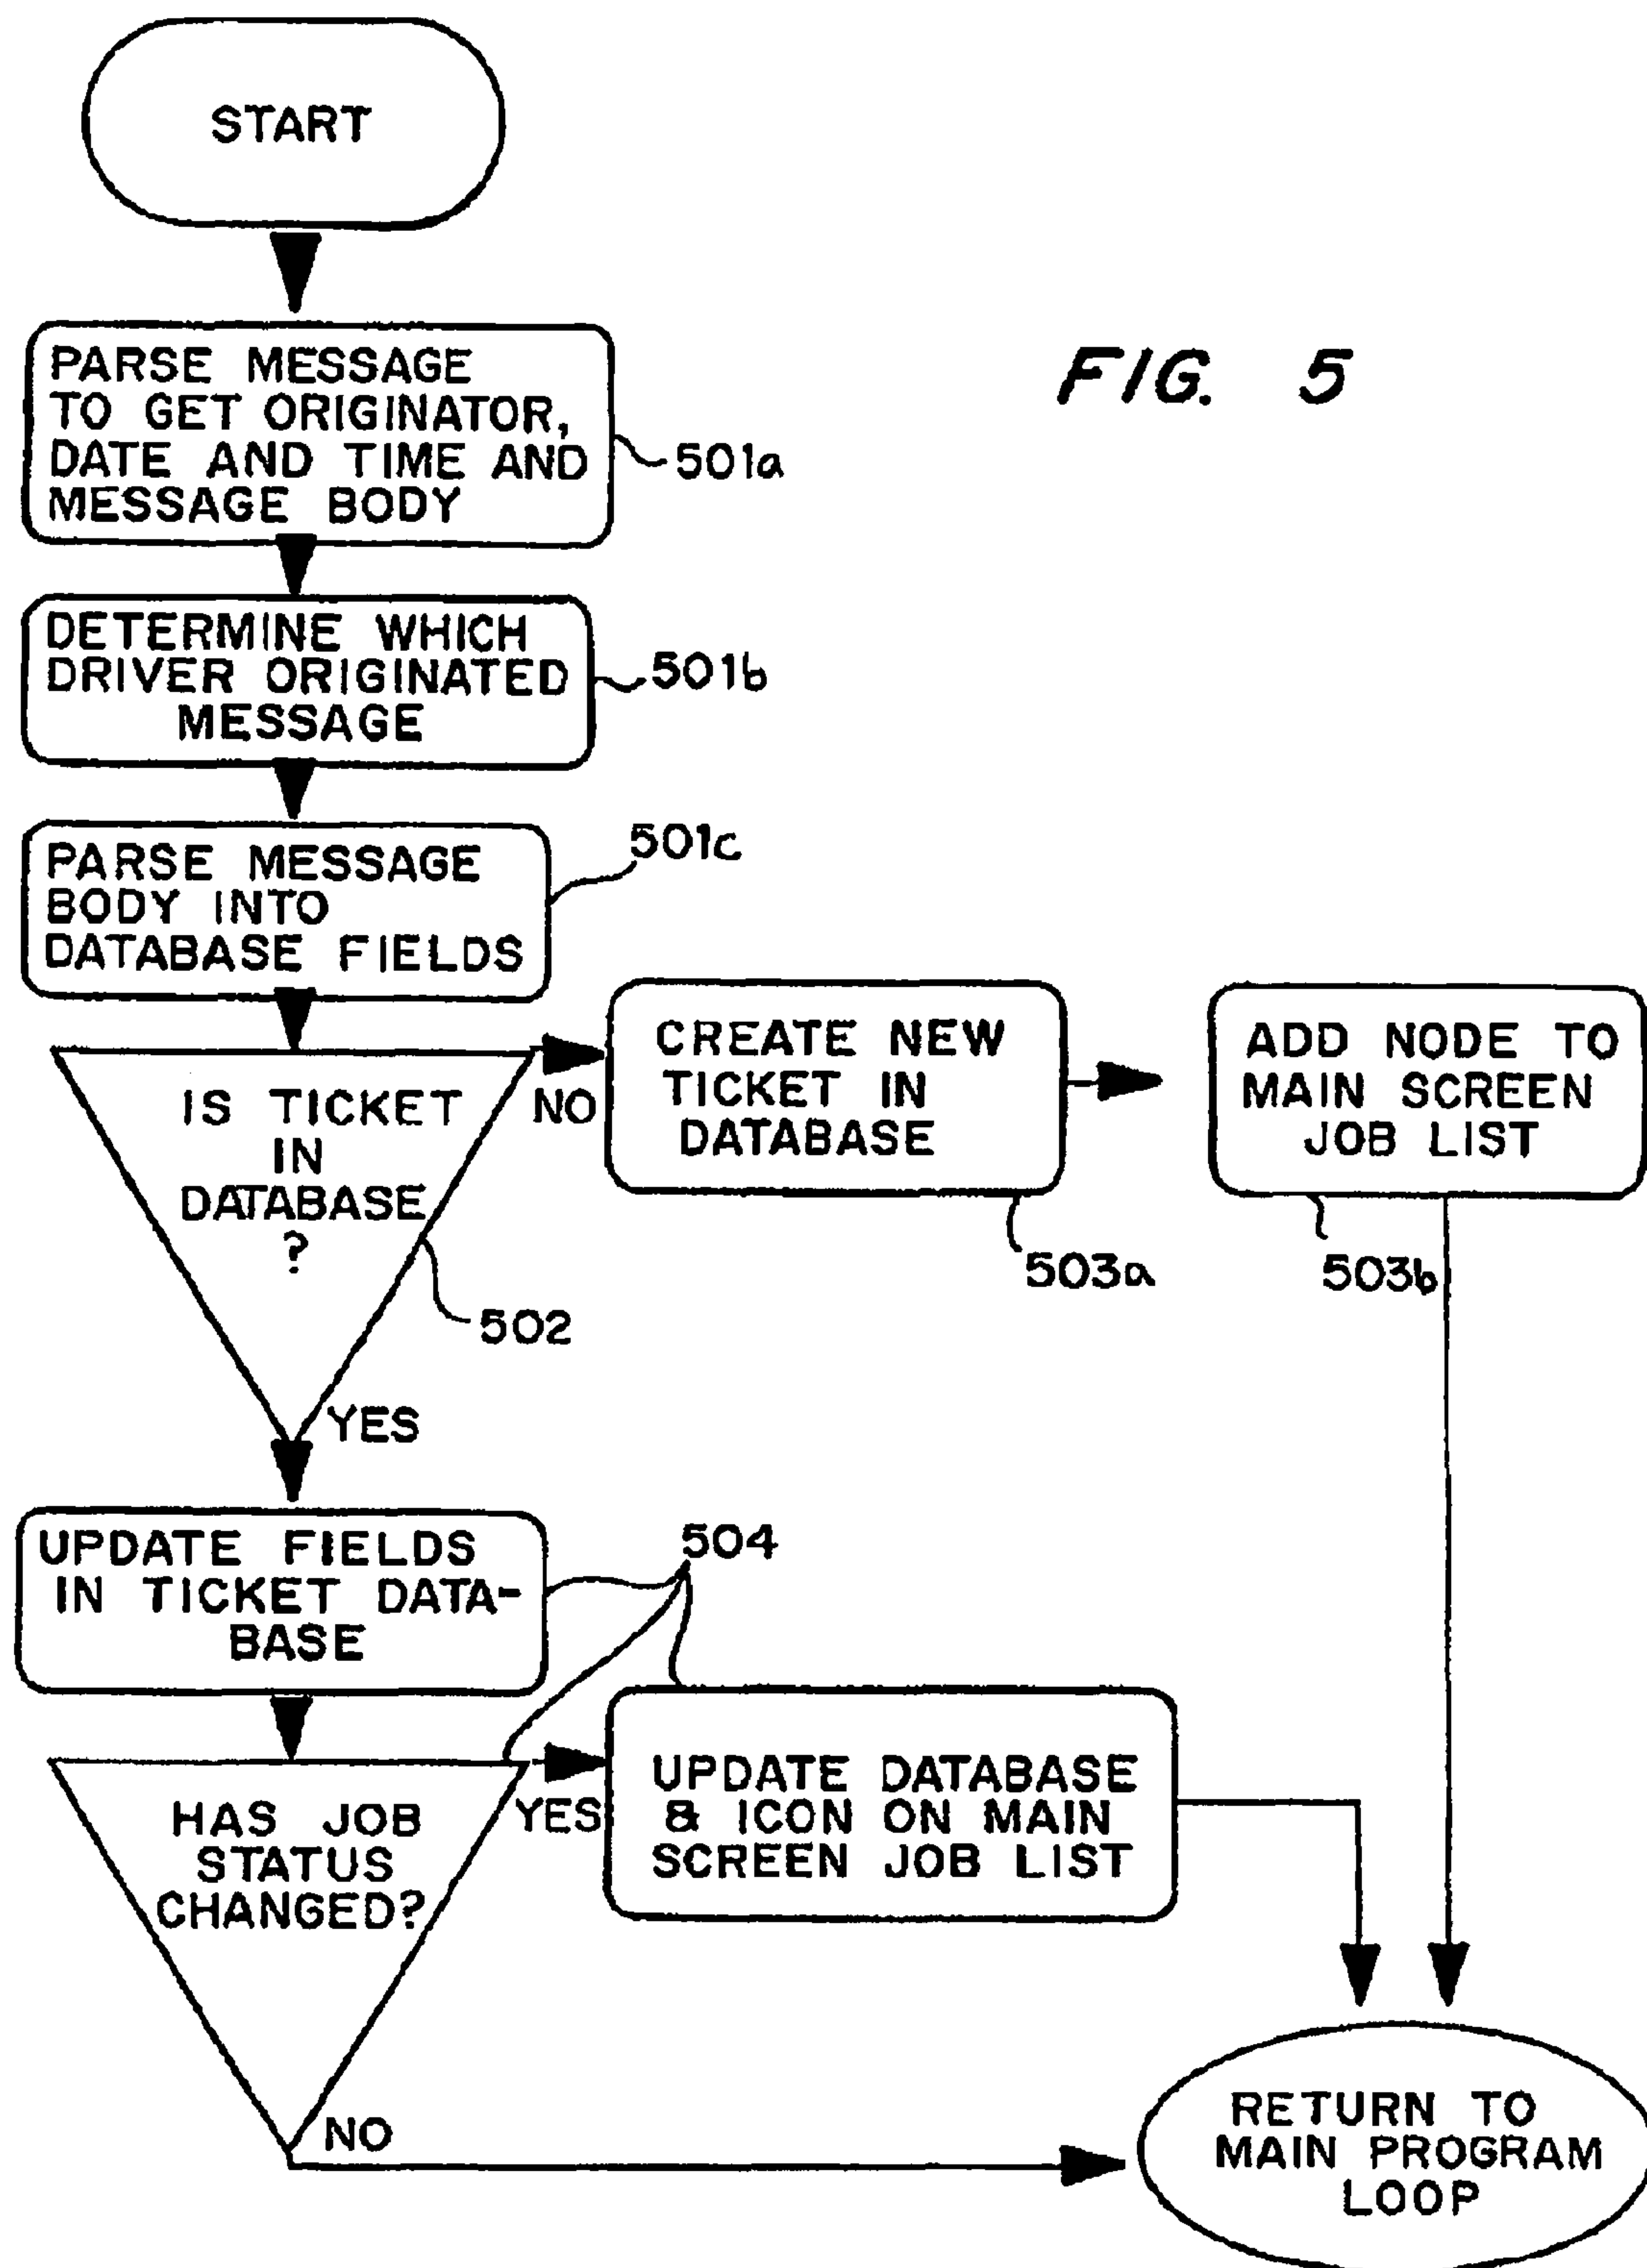 START
FIG. 5
PARSE MESSAGE
TO GET ORIGINATOR,
DATE AND TIME AND
MESSAGE BODY
501a
DETERMINE WHICH
DRIVER ORIGINATED
MESSAGE
501b
PARSE MESSAGE
BODY INTO
DATABASE FIELDS
501c
IS TICKET
IN
DATABASE
?
NO
502
YES
CREATE NEW
TICKET IN
DATABASE
503a
ADD NODE TO
MAIN SCREEN
JOB LIST
503b
UPDATE FIELDS
IN TICKET DATA-
BASE
504
HAS JOB
STATUS
CHANGED?
YES
NO
UPDATE DATABASE
& ICON ON MAIN
SCREEN JOB LIST
RETURN TO
MAIN PROGRAM
LOOP